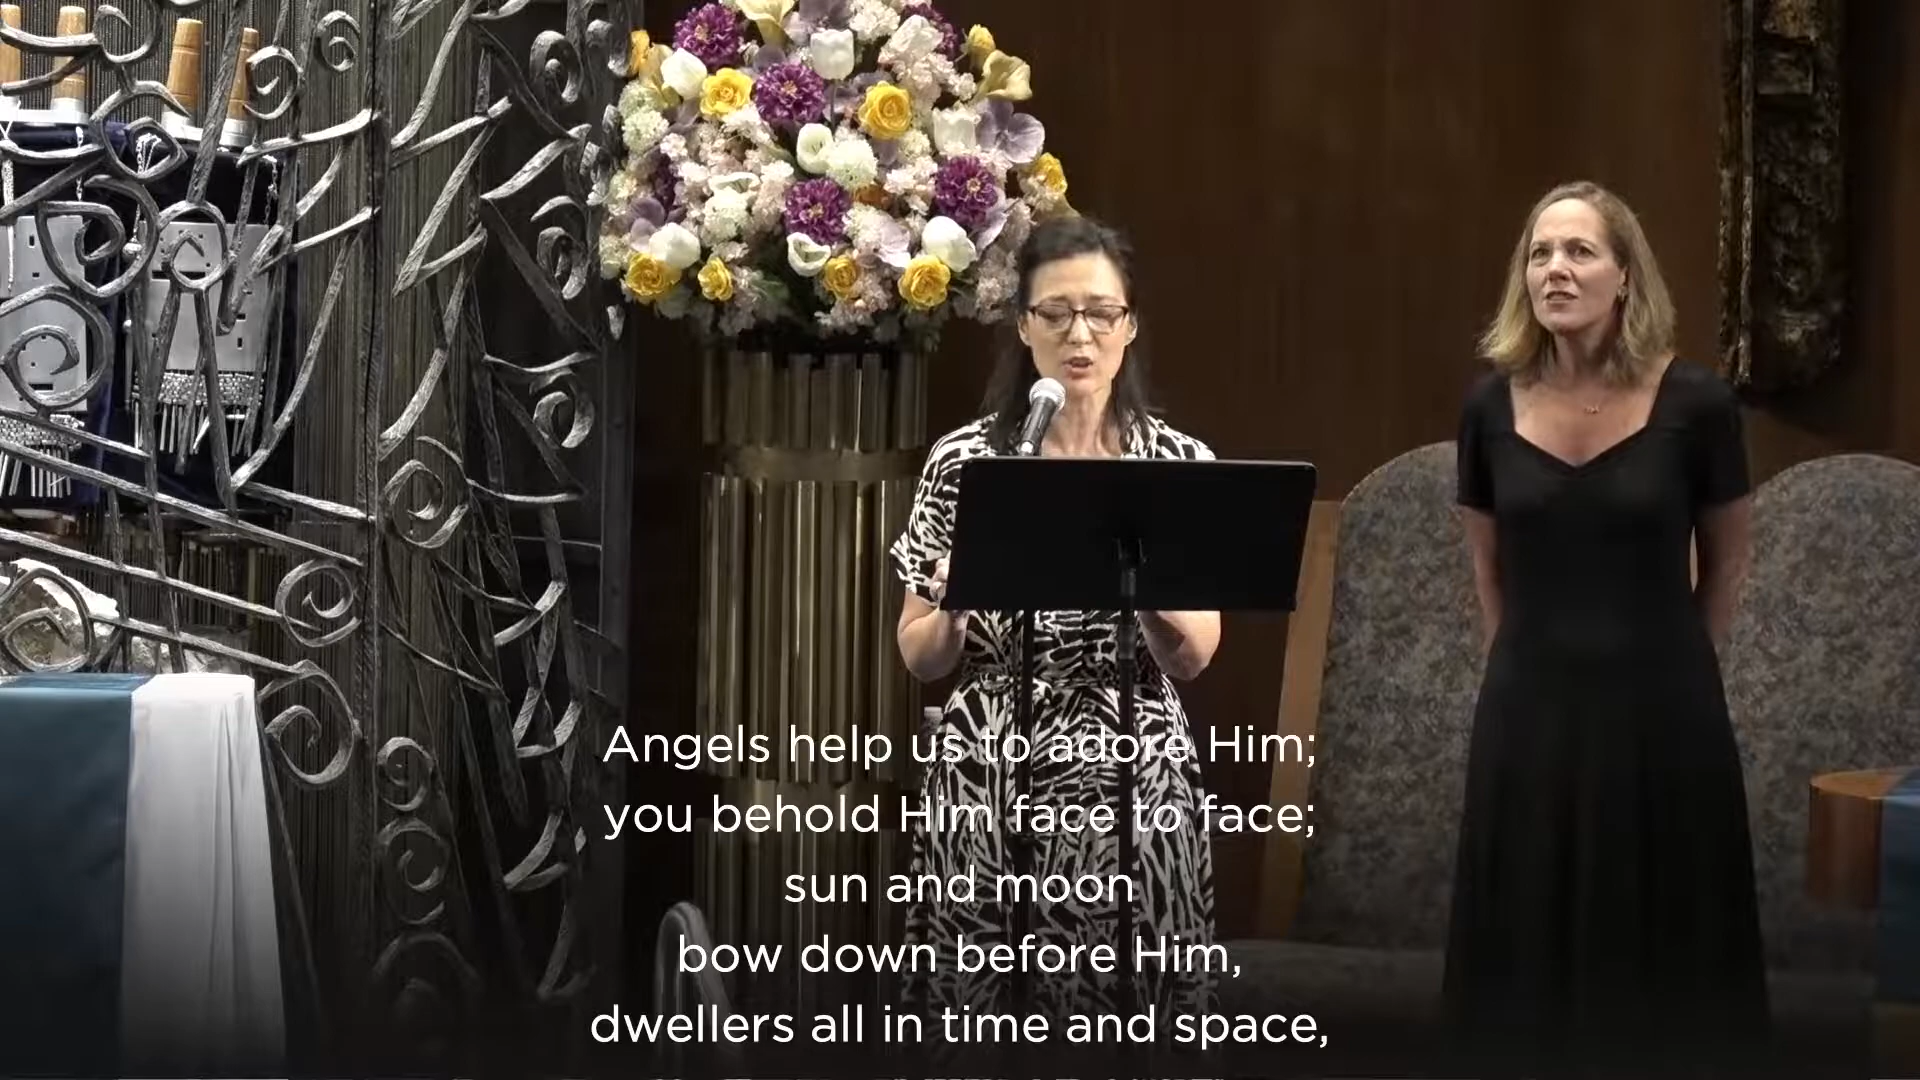 Angels help us to adore Him;
you behold Him face to face;
sun and moon
bow down before Him,
dwellers all in time and space,